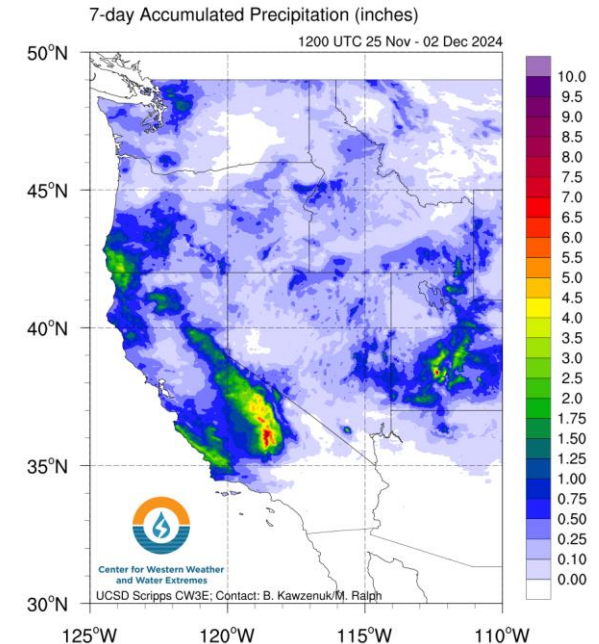 7-day Accumulated Precipitation (inches)
1200 UTC 25 Nov - 02 Dec 2024
50°N
45°N
40°N
35°N
30°N
125°W
120°W
115°W
110°W
10.0
9.5
9.0
8.5
8.0
7.5
7.0
6.5
6.0
5.5
5.0
4.5
4.0
3.5
3.0
2.5
2.0
1.75
1.50
1.25
1.00
0.75
0.50
0.25
0.10
0.00
Center for Western Weather
and Water Extremes
UCSD Scripps CW3E; Contact: B. Kawzenuk/M. Ralph